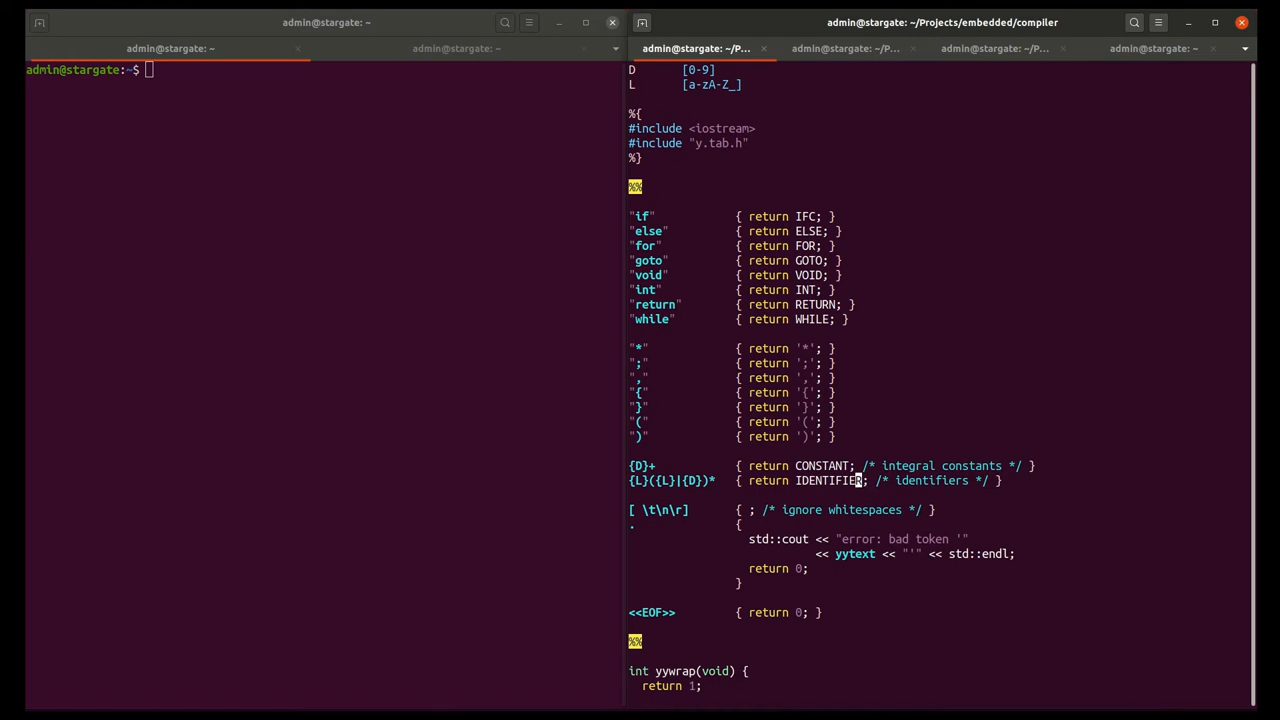 admin@stargate: ~
admin@stargate: ~
admin@stargate: ~
admin@stargate:~$
admin@stargate: ~/Projects/embedded/compiler
admin@stargate: ~/P...
admin@stargate: ~/P...
admin@stargate: ~/P...
admin@stargate: ~
D [0-9]
L [a-zA-Z_]
%{
#include <iostream>
#include "y.tab.h"
%}
%%
"if" { return IFC; }
"else" { return ELSE; }
"for" { return FOR; }
"goto" { return GOTO; }
"void" { return VOID; }
"int" { return INT; }
"return" { return RETURN; }
"while" { return WHILE; }
"*" { return '*'; }
";" { return ';'; }
"," { return ','; }
"{" { return '{'; }
"}" { return '}'; }
"(" { return '('; }
")" { return ')'; }
{D}+ { return CONSTANT; /* integral constants */ }
{L}({L}|{D})* { return IDENTIFIER; /* identifiers */ }
[ \t\n\r] { ; /* ignore whitespaces */ }
. {
std::cout << "error: bad token '"
<< yytext << "'" << std::endl;
return 0;
}
<<EOF>> { return 0; }
%%
int yywrap(void) {
return 1;